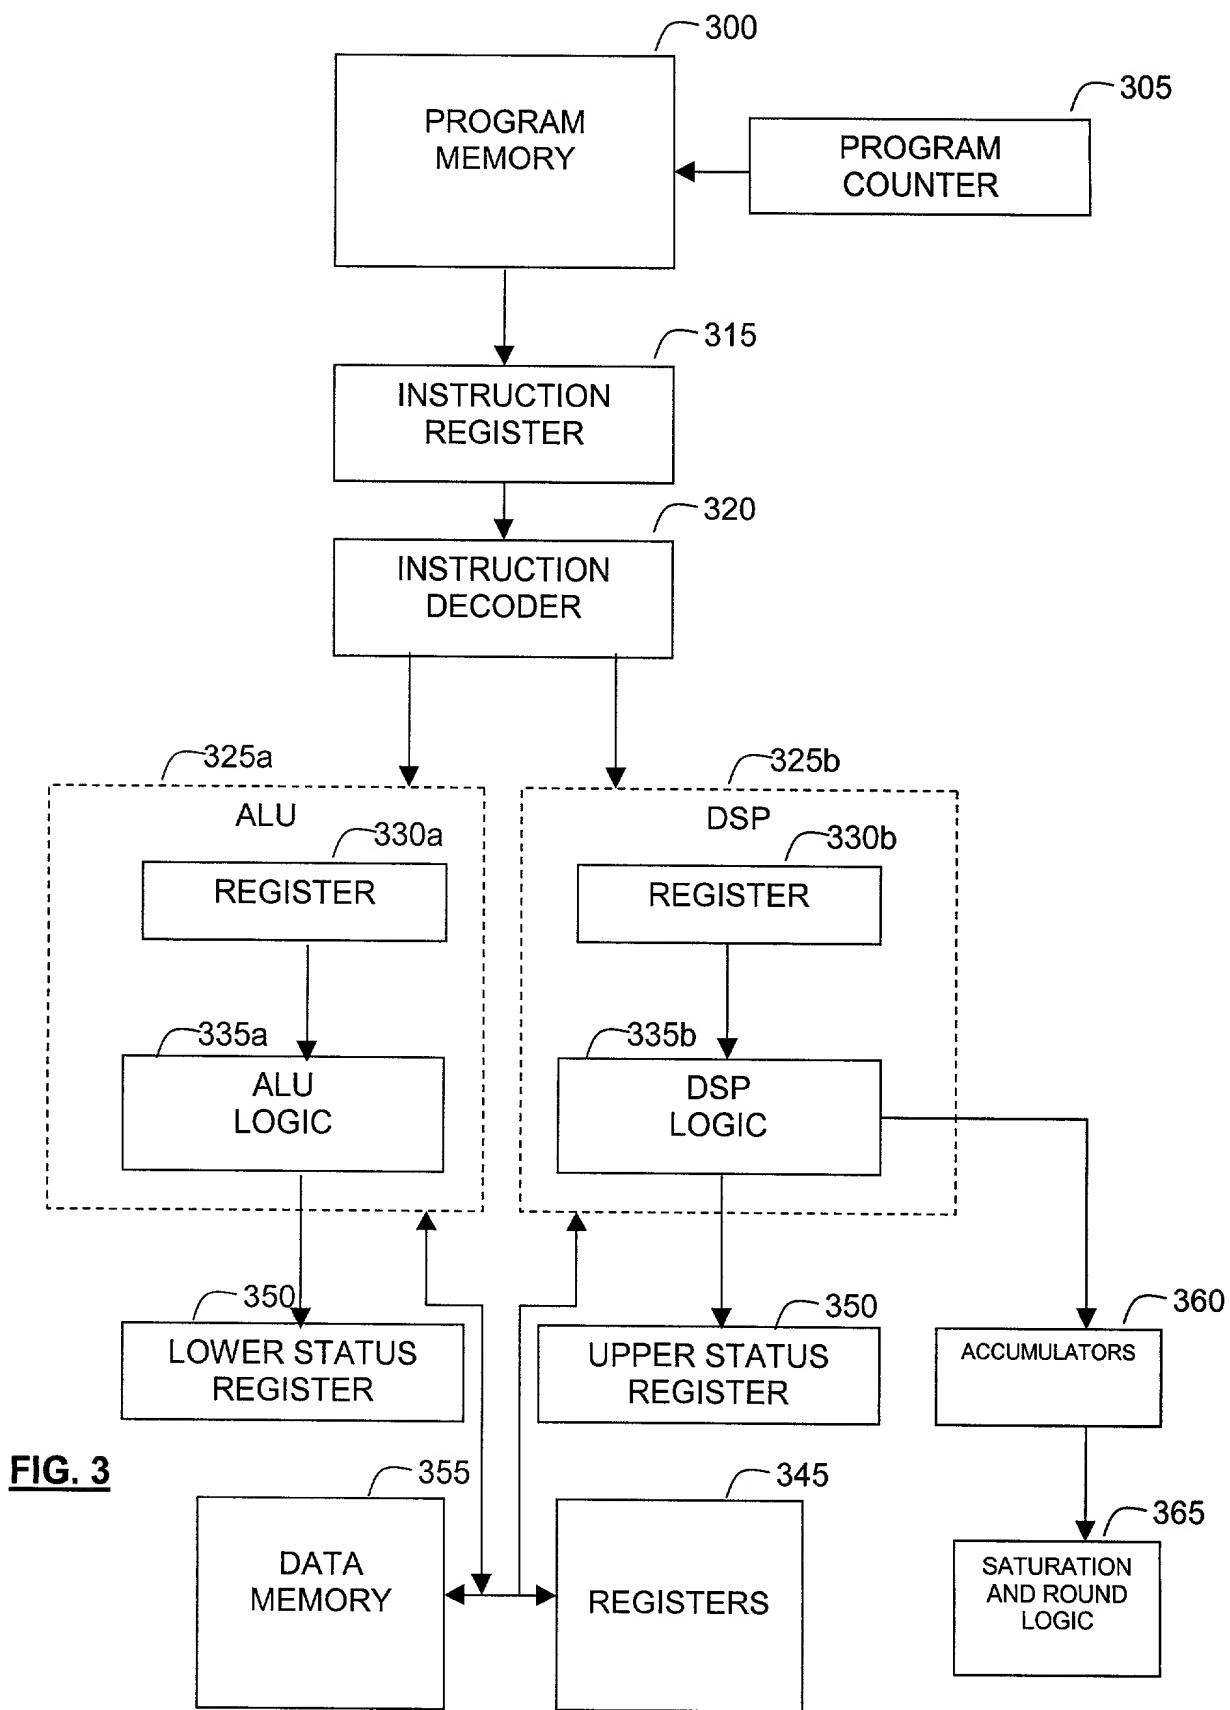 300
PROGRAM
MEMORY
305
PROGRAM
COUNTER
315
INSTRUCTION
REGISTER
320
INSTRUCTION
DECODER
325a
ALU
330a
REGISTER
335a
ALU
LOGIC
325b
DSP
330b
REGISTER
335b
DSP
LOGIC
350
LOWER STATUS
REGISTER
350
UPPER STATUS
REGISTER
360
ACCUMULATORS
FIG. 3
355
DATA
MEMORY
345
REGISTERS
365
SATURATION
AND ROUND
LOGIC